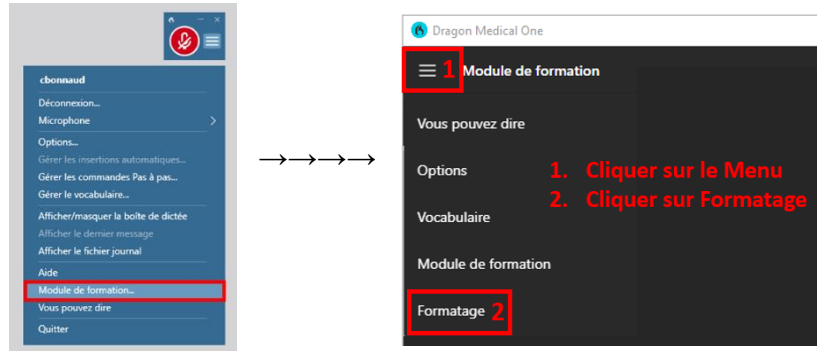 cbonnaud
Déconnexion...
Microphone
Options...
Gérer les insertions automatiques...
Gérer les commandes Pas à pas...
Gérer le vocabulaire...
Afficher/masquer la boîte de dictée
Afficher le dernier message
Afficher le fichier journal
Aide
Module de formation...
Vous pouvez dire
Quitter
→→→→
Dragon Medical One
1 Module de formation
Vous pouvez dire
Options
Vocabulaire
Module de formation
Formatage 2
1. Cliquer sur le Menu
2. Cliquer sur Formatage